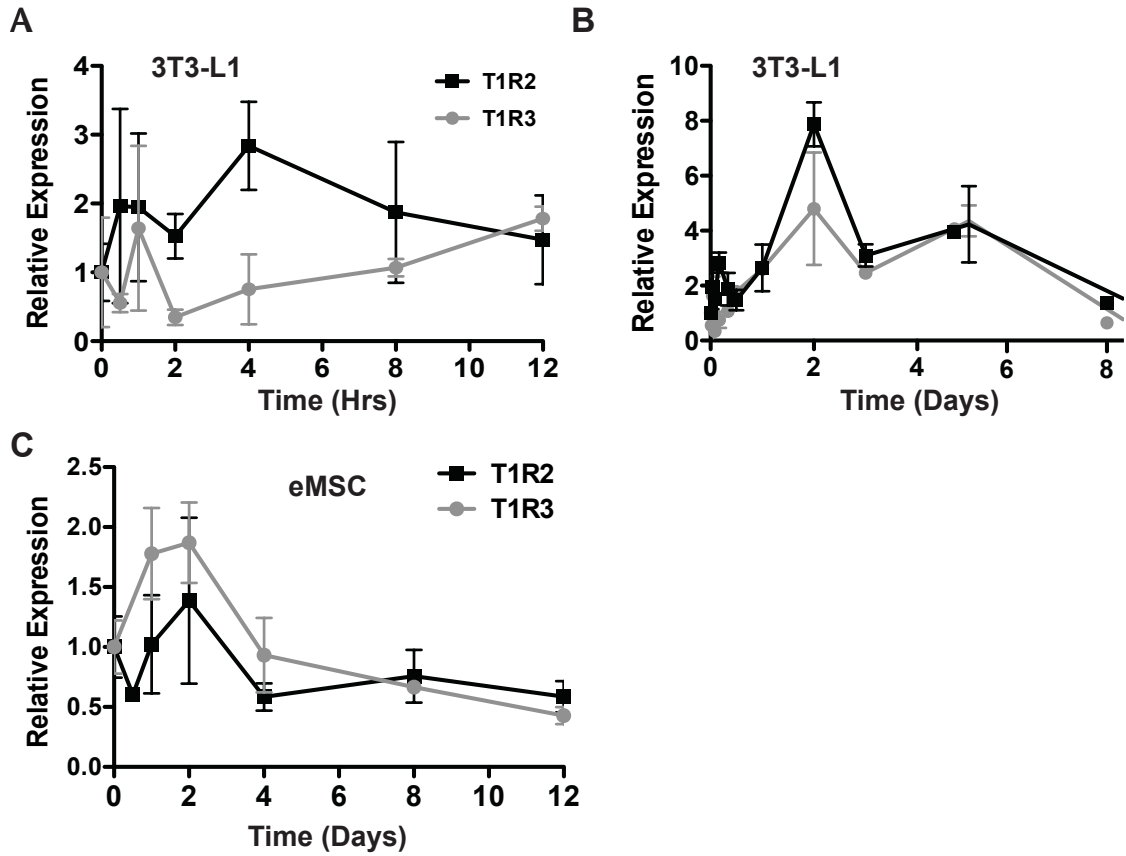 A
3T3-L1
T1R2
T1R3
Relative Expression
4
3
2
1
0
0 2 4 6 8 10 12
Time (Hrs)
B
3T3-L1
Relative Expression
10
8
6
4
2
0
0 2 4 6 8
Time (Days)
C
eMSC
T1R2
T1R3
Relative Expression
2.5
2.0
1.5
1.0
0.5
0.0
0 2 4 6 8 10 12
Time (Days)